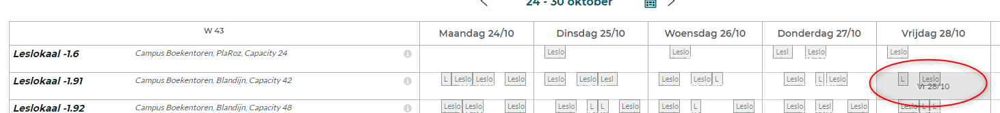 24 - 30 oktober
W 43 Maandag 24/10 Dinsdag 25/10 Woensdag 26/10 Donderdag 27/10 Vrijdag 28/10
Leslokaal -1.6 Campus Boekentoren, PlaRoz, Capacity 24 Leslo Leslo Lesl Leslo Leslo
Leslokaal -1.91 Campus Boekentoren, Blandijn, Capacity 42 L Leslo Leslo Leslo Leslo Leslo Lesl Leslo Leslo L Leslo L Leslo L Leslo
Vr 28/10
Leslokaal -1.92 Campus Boekentoren, Blandijn, Capacity 48 Leslo Leslo Leslo L L Leslo Leslo L Leslo Leslo Lesl Leslo Leslo L L